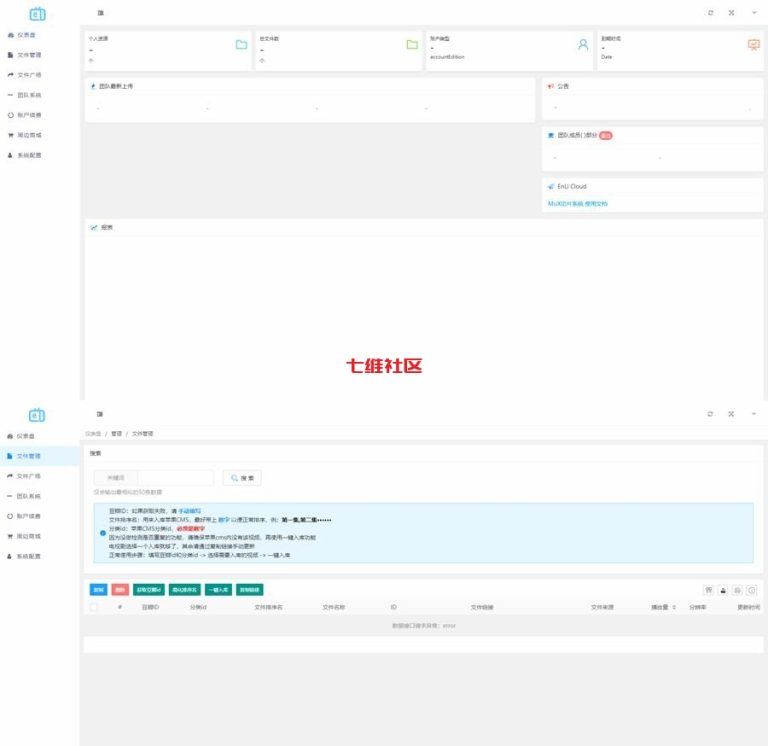 仪表盘
文件管理
文件广场
团队系统
账户续费
周边商城
系统配置
个人资源
-
个
总文件数
-
个
账户类型
-
accountEdition
到期时间
-
Date
团队最新上传
- - - -
公告
- .
团队成员们部分
- -
EnLi Cloud
MuX切片系统 使用文档
报表
七维社区
仪表盘
文件管理
文件广场
团队系统
账户续费
周边商城
系统配置
仪表盘 / 管理 / 文件管理
搜索
关键词
搜 索
仅供输出最相似的50条数据
豆瓣ID：如果获取失败，请 手动填写
文件排序名：用来入库苹果CMS，最好带上 数字 以便正常排序，例：第一集,第二集••••••
分类id：苹果CMS分类id，必须是数字
因为没做检测是否重复的功能，请确保苹果cms内没有该视频，再使用一键入库功能
电视剧选择一个入库就够了，其余请通过复制链接手动更新
正常使用步骤：填写豆瓣id和分类id -> 选择需要入库的视频 -> 一键入库
复制
删除
获取豆瓣id
简化排序名
一键入库
复制链接
# 豆瓣ID 分类id 文件排序名 文件名称 ID 文件链接 文件来源 播放量 分辨率 更新时间
数据接口请求异常：error